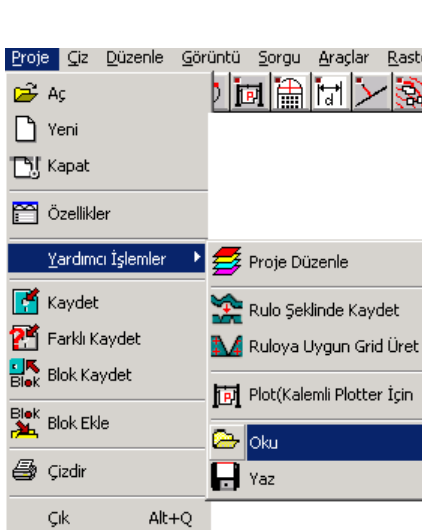 Proje Çiz Düzenle Görüntü Sorgu Araçlar
Aç
Yeni
Kapat
Özellikler
Yardımcı İşlemler
Kaydet
Farklı Kaydet
Blok Kaydet
Blok Ekle
Çizdir
Çık Alt+Q
Proje Düzenle
Rulo Şeklinde Kaydet
Ruloya Uygun Grid Üret
Plot(Kalemli Plotter İçin
Oku
Yaz